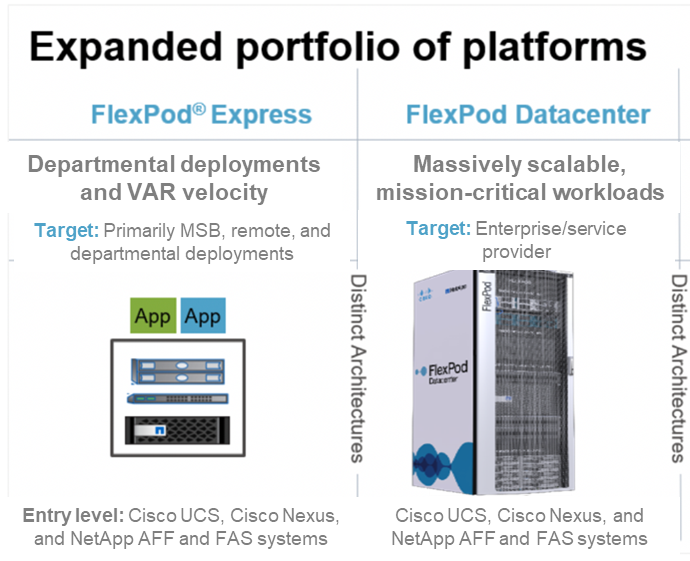 Expanded portfolio of platforms
FlexPod® Express
FlexPod Datacenter
Departmental deployments
and VAR velocity
Massively scalable,
mission-critical workloads
Target: Primarily MSB, remote, and
departmental deployments
Target: Enterprise/service
provider
App App
Distinct Architectures
FlexPod
FlexPod
Datacenter
Distinct Architectures
Entry level: Cisco UCS, Cisco Nexus,
and NetApp AFF and FAS systems
Cisco UCS, Cisco Nexus, and
NetApp AFF and FAS systems